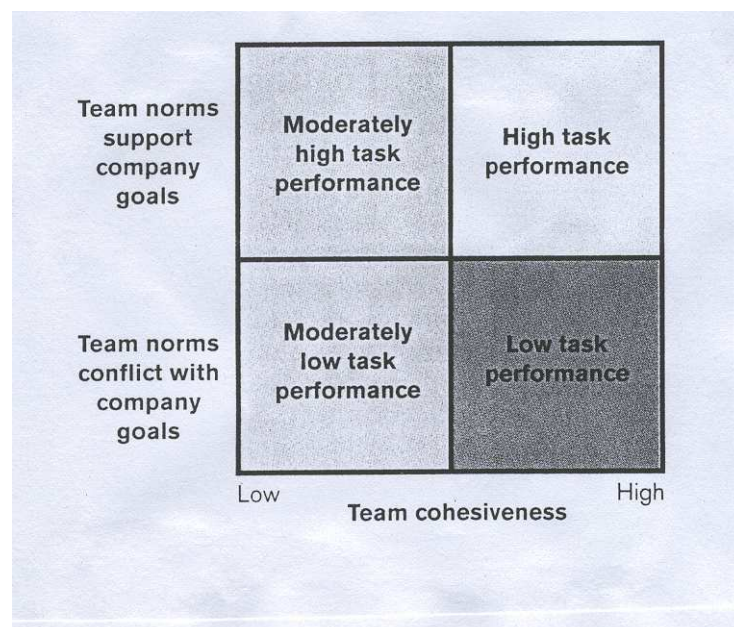 Team norms
support
company
goals
Moderately
high task
performance
High task
performance
Team norms
conflict with
company
goals
Moderately
low task
performance
Low task
performance
Low
High
Team cohesiveness